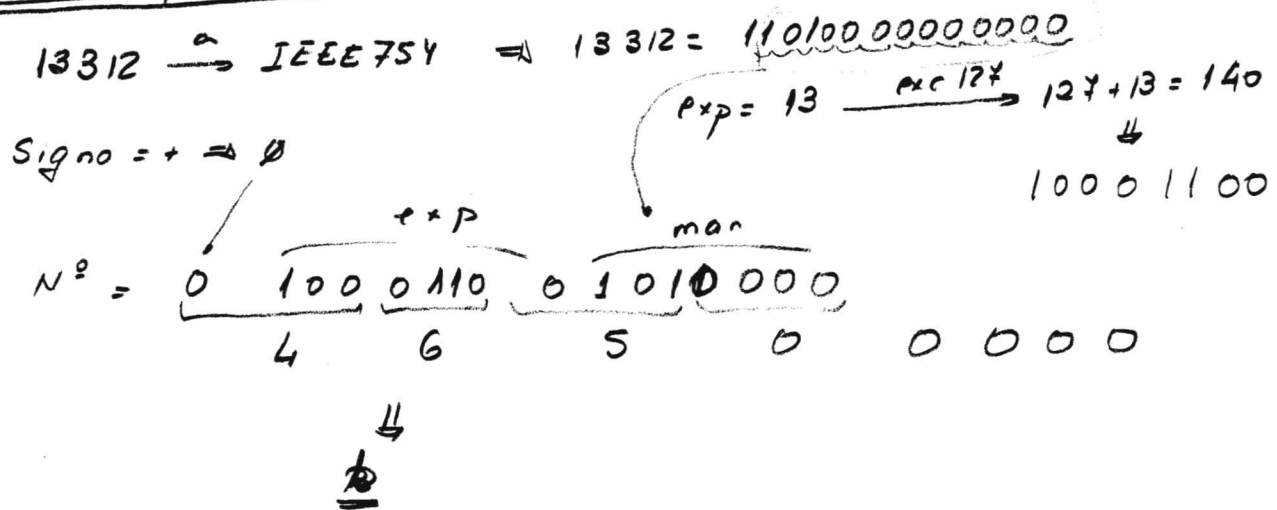 13312 a→ IEEE754 ⇒ 13312 = 11010000000000
exp = 13 exc 127→ 127 + 13 = 140
Signo = + ⇒ 0
⇓
10001100
exp man
Nº = 0 100 0110 0 1010 000
4 6 5 0 0 0 0 0
⇓
b